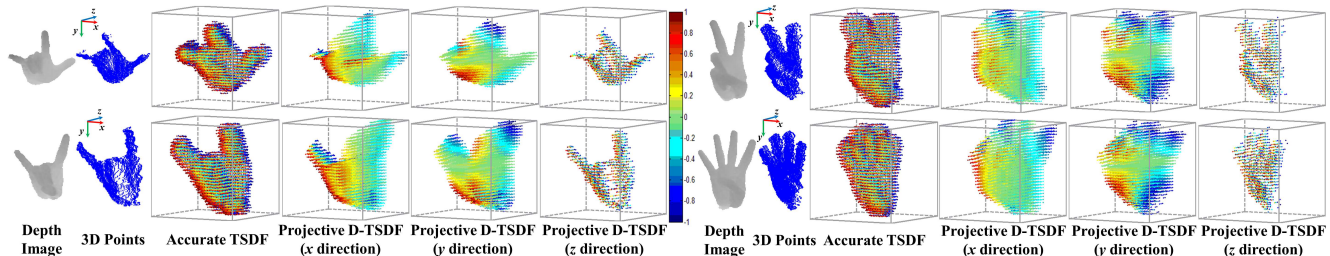 z
x
y
z
x
y
z
x
y
z
x
y
1
0.8
0.6
0.4
0.2
0
-0.2
-0.4
-0.6
-0.8
-1
Depth
Image
3D Points
Accurate TSDF
Projective D-TSDF
(x direction)
Projective D-TSDF
(y direction)
Projective D-TSDF
(z direction)
Depth
Image
3D Points
Accurate TSDF
Projective D-TSDF
(x direction)
Projective D-TSDF
(y direction)
Projective D-TSDF
(z direction)